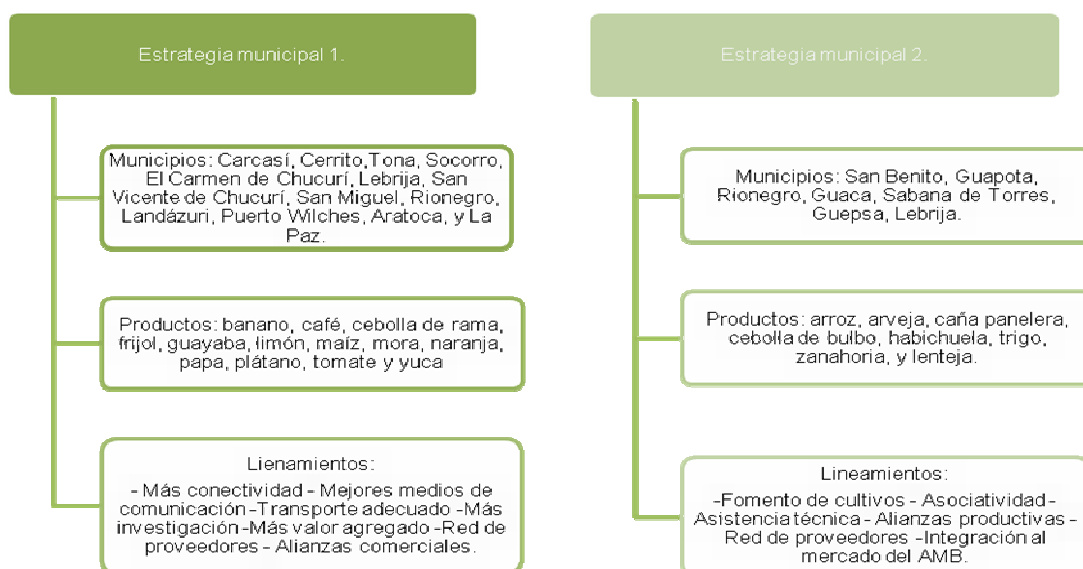 Estrategia municipal 1.
Municipios: Carcasí, Cerrito,Tona, Socorro,
El Carmen de Chucurí, Lebrija, San
Vicente de Chucurí, San Miguel, Rionegro,
Landázuri, Puerto Wilches, Aratoca, y La
Paz.
Productos: banano, café, cebolla de rama,
frijol, guayaba, limón, maíz, mora, naranja,
papa, plátano, tomate y yuca
Lienamientos:
- Más conectividad - Mejores medios de
comunicación -Transporte adecuado -Más
investigación -Más valor agregado -Red de
proveedores - Alianzas comerciales.
Estrategia municipal 2.
Municipios: San Benito, Guapota,
Rionegro, Guaca, Sabana de Torres,
Guepsa, Lebrija.
Productos: arroz, arveja, caña panelera,
cebolla de bulbo, habichuela, trigo,
zanahoria, y lenteja.
Lineamientos:
-Fomento de cultivos - Asociatividad -
Asistencia técnica - Alianzas productivas -
Red de proveedores -Integración al
mercado del AMB.